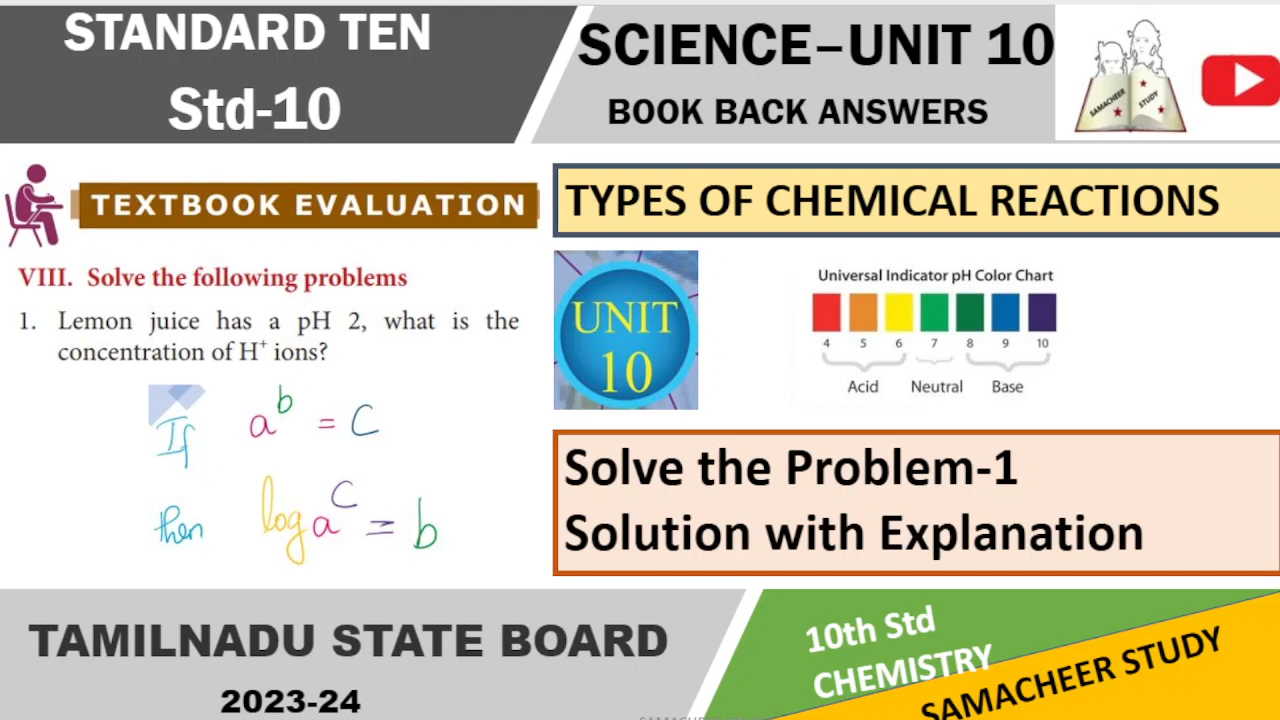 STANDARD TEN
Std-10
SCIENCE–UNIT 10
BOOK BACK ANSWERS
SAMACHEER STUDY
TEXTBOOK EVALUATION
TYPES OF CHEMICAL REACTIONS
VIII. Solve the following problems
1. Lemon juice has a pH 2, what is the
concentration of H⁺ ions?
If a^b = C
then log a^C = b
UNIT
10
Universal Indicator pH Color Chart
4 5 6 7 8 9 10
Acid Neutral Base
Solve the Problem-1
Solution with Explanation
TAMILNADU STATE BOARD
2023-24
10th Std
CHEMISTRY
SAMACHEER STUDY